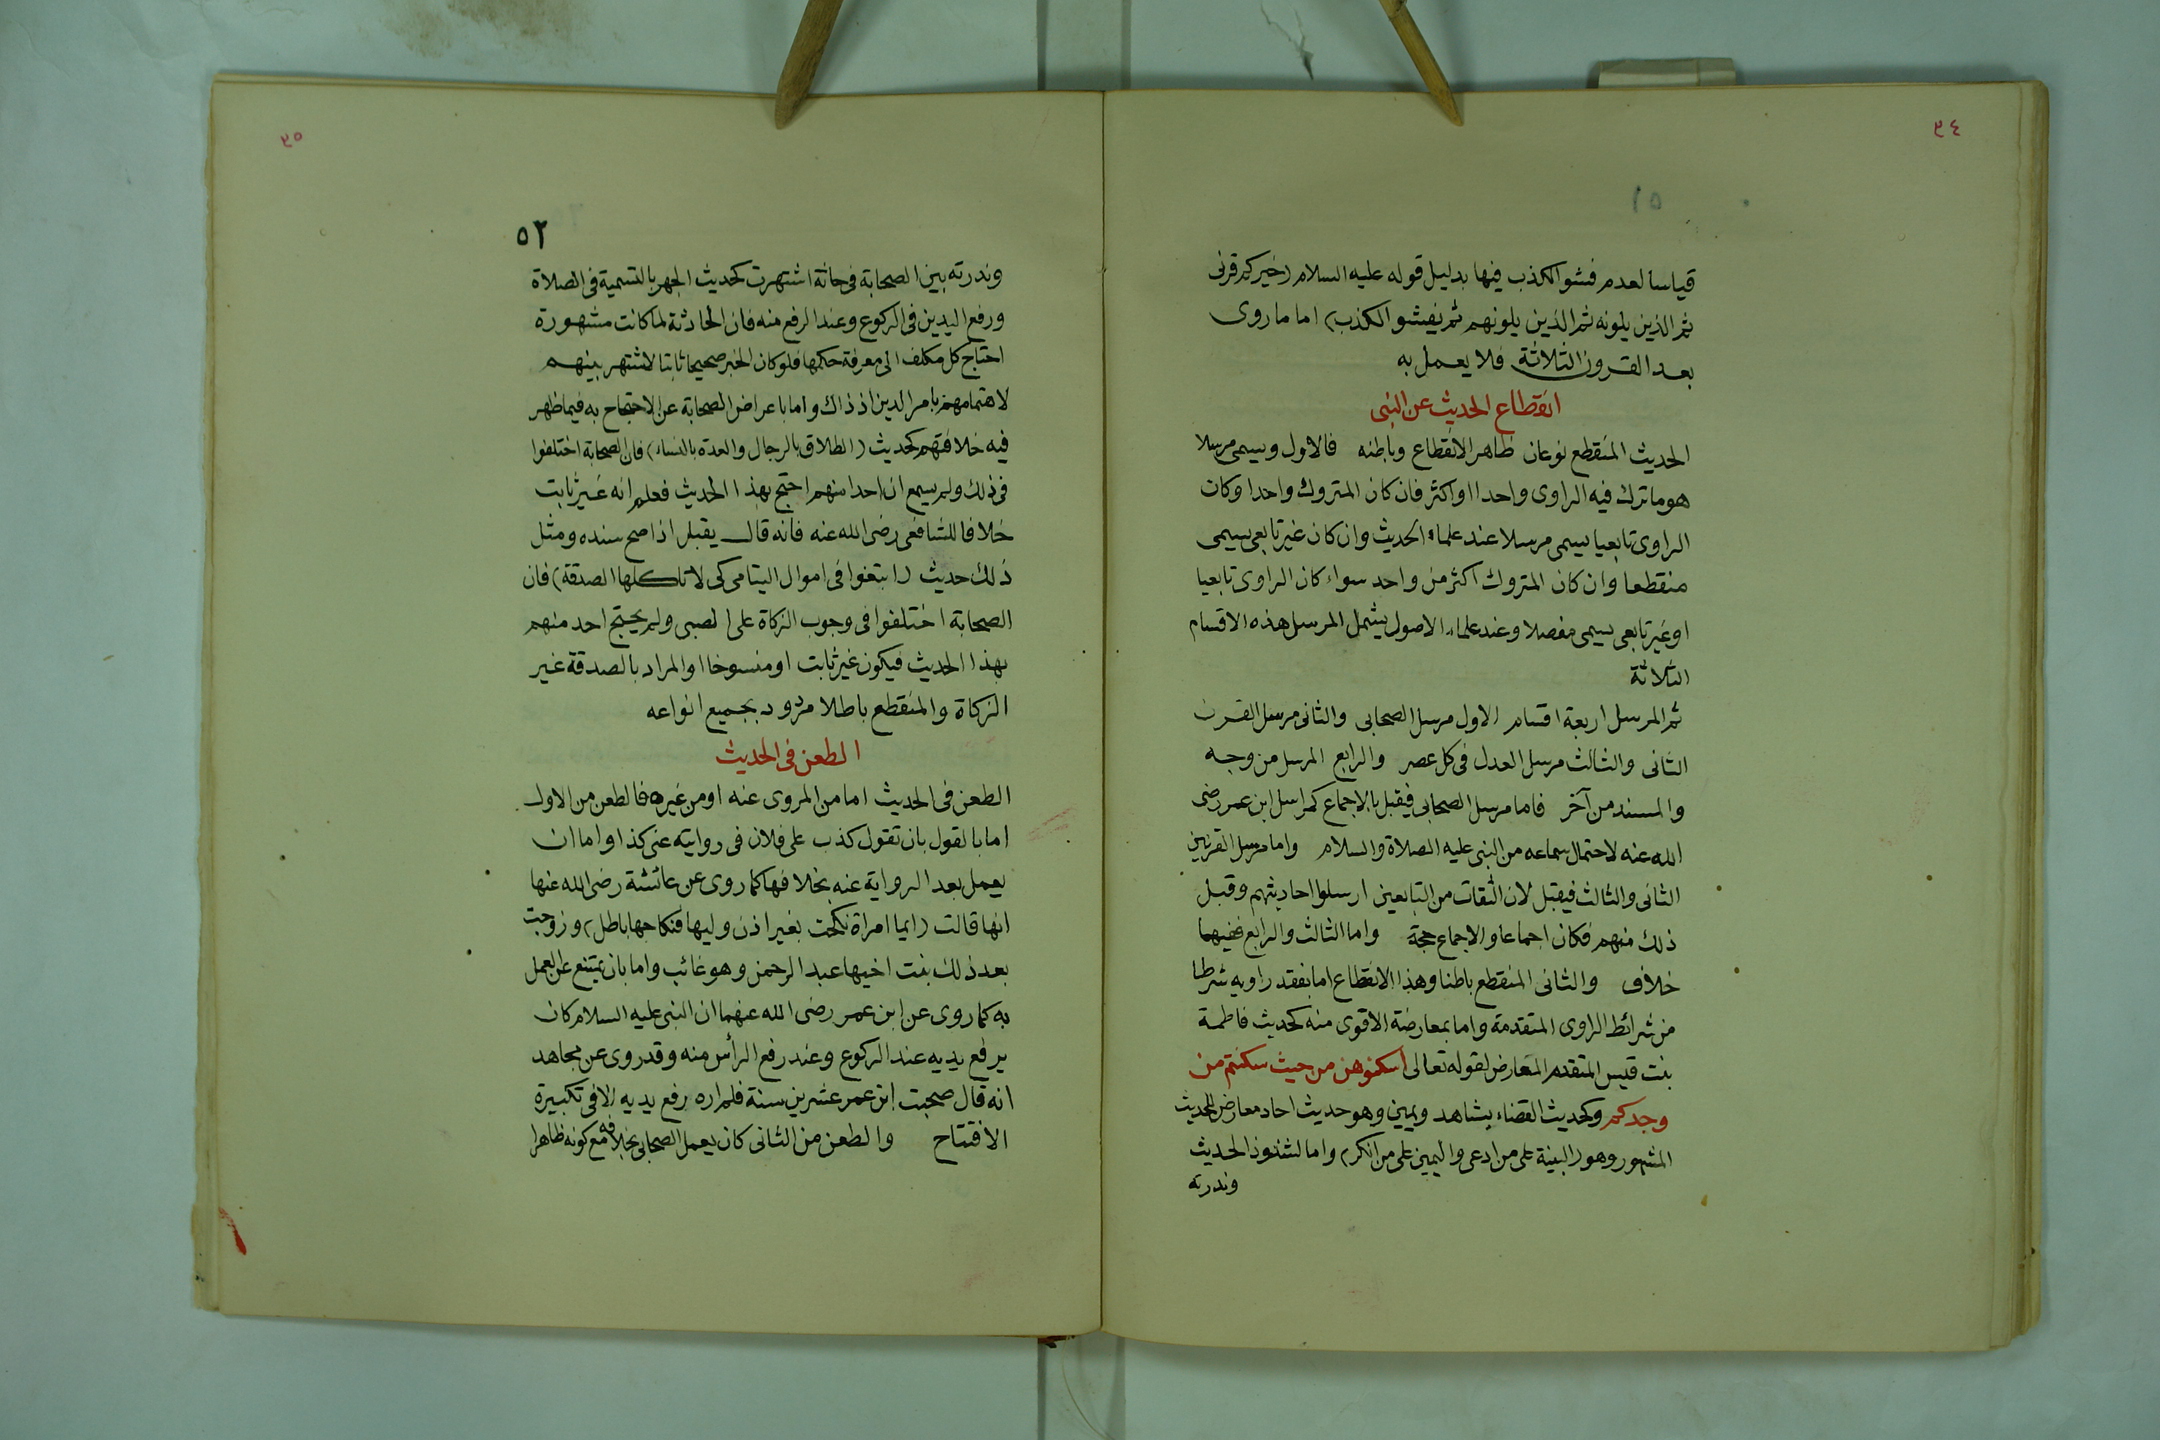 ٣٤
٥١
قياسا لعدم فشو الكذب فيها بدليل قوله عليه السلام (خيركم قرنى
ثم الذين يلونه ثم الذين يلونهم ثم يفشو الكذب) اما ما روى
بعد القرون الثلاثة فلا يعمل به
انقطاع الحديث عن النبى
الحديث المنقطع نوعان ظاهر الانقطاع وباطنه فالاول ويسمى مرسلا
هو ما ترك فيه الراوى واحدا او اكثر فان كان المتروك واحدا وكان
الراوى تابعيا يسمى مرسلا عند علماء الحديث وان كان غير تابعى يسمى
منقطعا وان كان المتروك اكثر من واحد سواء كان الراوى تابعيا
او غير تابعى يسمى مفصلا وعند علماء الاصول يشمل المرسل هذه الاقسام
الثلاثة
ثم المرسل اربعة اقسام الاول مرسل الصحابى والثانى مرسل القرن
الثانى والثالث مرسل العدل فى كل عصر والرابع المرسل من وجه
والمسند من آخر فاما مرسل الصحابى فيقبل بالاجماع كمراسل ابن عمر رضى
الله عنه لاحتمال سماعه من النبى عليه الصلاة والسلام واما مرسل القرنين
الثانى والثالث فيقبل لان الثقات من التابعين ارسلوا احاديثهم وقبل
ذلك منهم فكان اجماعا والاجماع حجة واما الثالث والرابع ففيهما
خلاف والثانى المنقطع باطنا وهذا الانقطاع اما بفقد راويه شرطا
من شرائط الراوى المتقدمة واما بمعارضة الاقوى منه كحديث فاطمة
بنت قيس المتقدم المعارض لقوله تعالى اسكنوهن من حيث سكنتم من
وجدكم وكحديث القضاء بشاهد ويمين وهو حديث احاد معارض للحديث
المشهور وهو (البينة على من ادعى واليمين على من انكر) واما لشذوذ الحديث
وندرته
٣٥
٥٢
وندرته بين الصحابة فى حادثة اشتهرت كحديث الجهر بالتسمية فى الصلاة
ورفع اليدين فى الركوع وعند الرفع منه فان الحادثة لما كانت مشهورة
احتاج كل مكلف الى معرفة حكمها فلو كان الخبر صحيحا ثابتا لاشتهر بينهم
لاهتمامهم بامر الدين اذ ذاك واما باعراض الصحابة عن الاحتجاج به فيما ظهر
فيه خلافهم كحديث (الطلاق بالرجال والعدة بالنساء) فان الصحابة اختلفوا
فى ذلك ولم يسمع ان احدا منهم احتج بهذا الحديث فعلم انه غير ثابت
خلافا للشافعى رضى الله عنه فانه قال يقبل اذا صح سنده ومثل
ذلك حديث (ابتغوا فى اموال اليتامى كى لا تاكلها الصدقة) فان
الصحابة اختلفوا فى وجوب الزكاة على الصبى ولم يحتج احد منهم
بهذا الحديث فيكون غير ثابت او منسوخا او المراد بالصدقة غير
الزكاة والمنقطع باطلا مردود بجميع انواعه
الطعن فى الحديث
الطعن فى الحديث اما من المروى عنه او من غيره فالطعن من الاول
اما بالقول بان تقول كذب على فلان فى روايته عنى كذا واما ان
يعمل بعد الرواية عنه بخلافها كما روى عن عائشة رضى الله عنها
انها قالت (ايما امراة نكحت بغير اذن وليها فنكاحها باطل) وزوجت
بعد ذلك بنت اخيها عبد الرحمن وهو غائب واما بان يمتنع عن العمل
به كما روى عن ابن عمر رضى الله عنهما ان النبى عليه السلام كان
يرفع يديه عند الركوع وعند رفع الرأس منه وقد روى عن مجاهد
انه قال صحبت ابن عمر عشرين سنة فلم اره يرفع يديه الا فى تكبيرة
الافتتاح والطعن من الثانى كان يعمل الصحابى بخلافه مع كونه ظاهرا